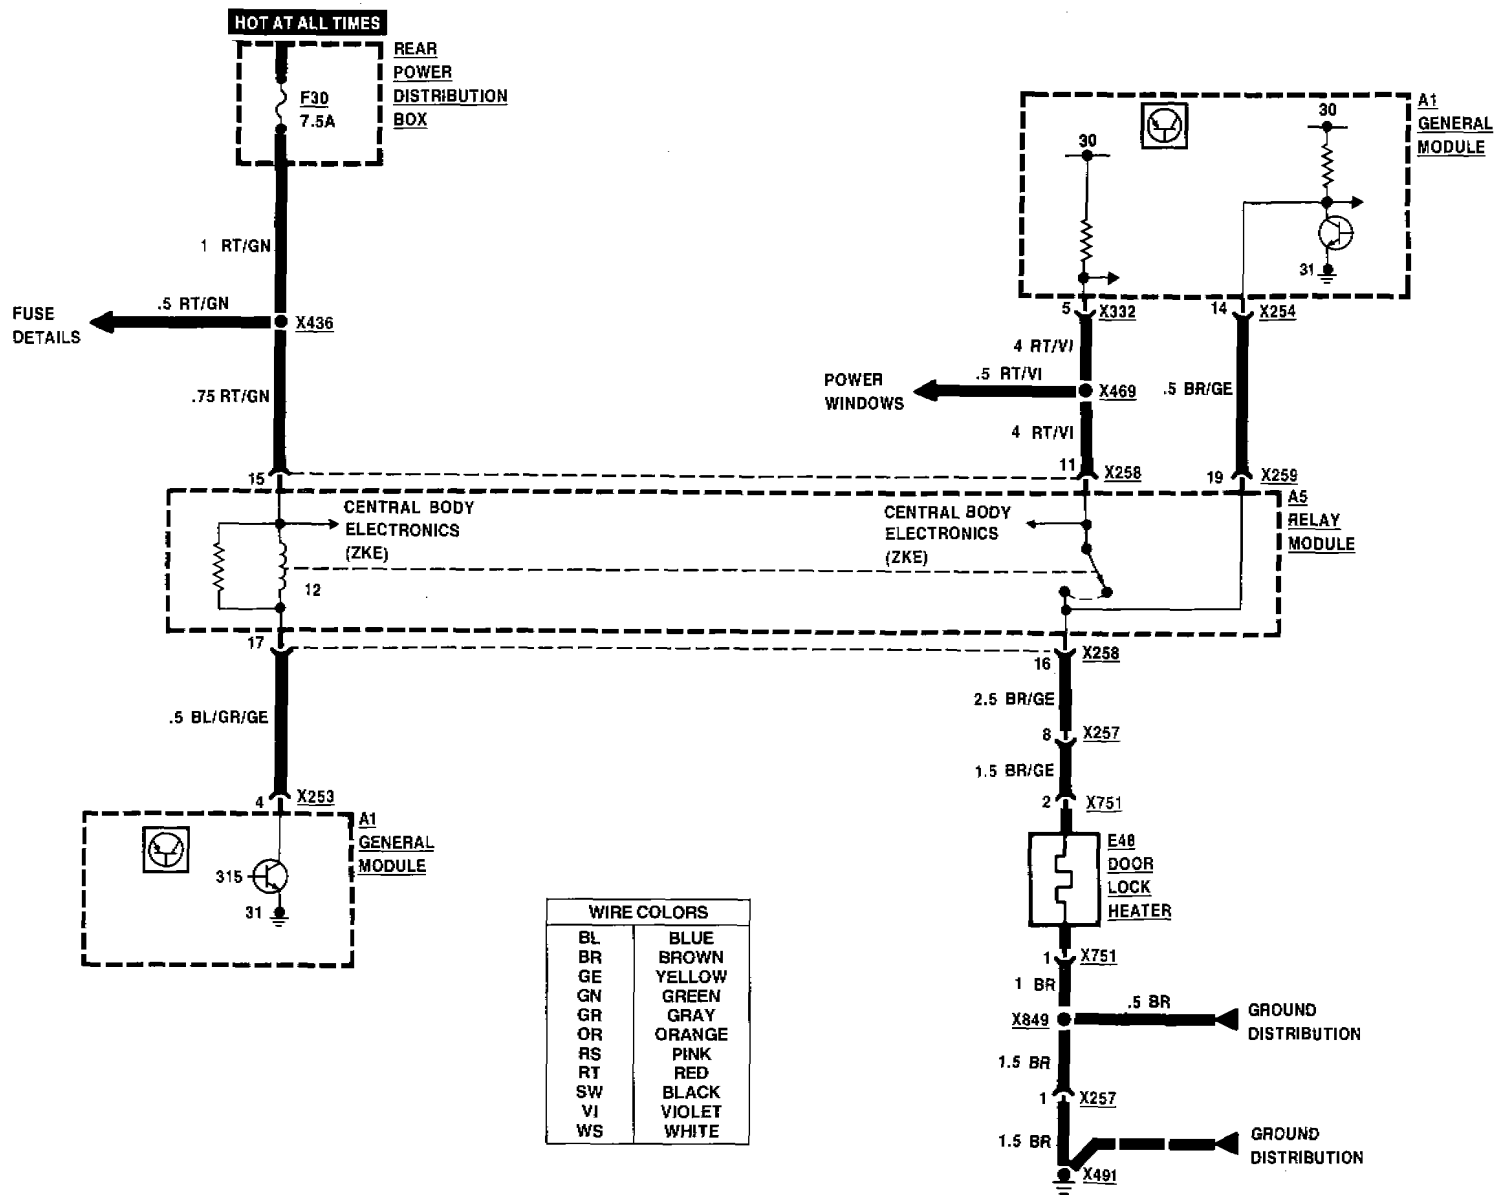 HOT AT ALL TIMES
REAR
POWER
DISTRIBUTION
BOX
F30
7.5A
A1
GENERAL
MODULE
30
30
31
1 RT/GN
.5 RT/GN
FUSE
DETAILS
X436
.75 RT/GN
5
X332
14
X254
4 RT/VI
.5 RT/VI
POWER
WINDOWS
X469
.5 BR/GE
4 RT/VI
15
11
X258
19
X259
A5
RELAY
MODULE
CENTRAL BODY
ELECTRONICS
(ZKE)
CENTRAL BODY
ELECTRONICS
(ZKE)
12
17
16
X258
.5 BL/GR/GE
2.5 BR/GE
8
X257
1.5 BR/GE
4
X253
2
X751
A1
GENERAL
MODULE
315
31
E48
DOOR
LOCK
HEATER
WIRE COLORS
BL BLUE
BR BROWN
GE YELLOW
GN GREEN
GR GRAY
OR ORANGE
RS PINK
RT RED
SW BLACK
VI VIOLET
WS WHITE
1
X751
1 BR
X849
.5 BR
GROUND
DISTRIBUTION
1.5 BR
1
X257
1.5 BR
GROUND
DISTRIBUTION
X491